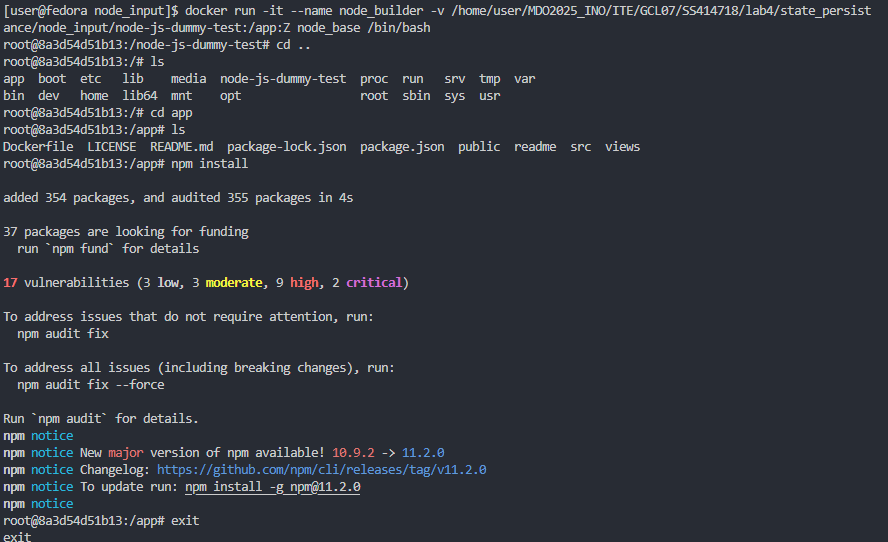 [user@fedora node_input]$ docker run -it --name node_builder -v /home/user/MDO2025_INO/ITE/GCL07/SS414718/lab4/state_persist
ance/node_input/node-js-dummy-test:/app:Z node_base /bin/bash
root@8a3d54d51b13:/node-js-dummy-test# cd ..
root@8a3d54d51b13:/# ls
app  boot  etc   lib    media  node-js-dummy-test  proc  run   srv  tmp  var
bin  dev   home  lib64  mnt    opt                 root  sbin  sys  usr
root@8a3d54d51b13:/# cd app
root@8a3d54d51b13:/app# ls
Dockerfile  LICENSE  README.md  package-lock.json  package.json  public  readme  src  views
root@8a3d54d51b13:/app# npm install
added 354 packages, and audited 355 packages in 4s
37 packages are looking for funding
  run `npm fund` for details
17 vulnerabilities (3 low, 3 moderate, 9 high, 2 critical)
To address issues that do not require attention, run:
  npm audit fix
To address all issues (including breaking changes), run:
  npm audit fix --force
Run `npm audit` for details.
npm notice
npm notice New major version of npm available! 10.9.2 -> 11.2.0
npm notice Changelog: https://github.com/npm/cli/releases/tag/v11.2.0
npm notice To update run: npm install -g npm@11.2.0
npm notice
root@8a3d54d51b13:/app# exit
exit